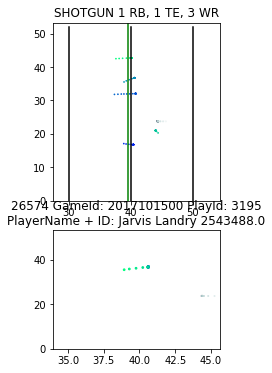 SHOTGUN 1 RB, 1 TE, 3 WR
50
40
30
20
10
0
30 40 50
26574 GameId: 2017101500 PlayId: 3195
PlayerName + ID: Jarvis Landry 2543488.0
40
20
0
35.0 37.5 40.0 42.5 45.0